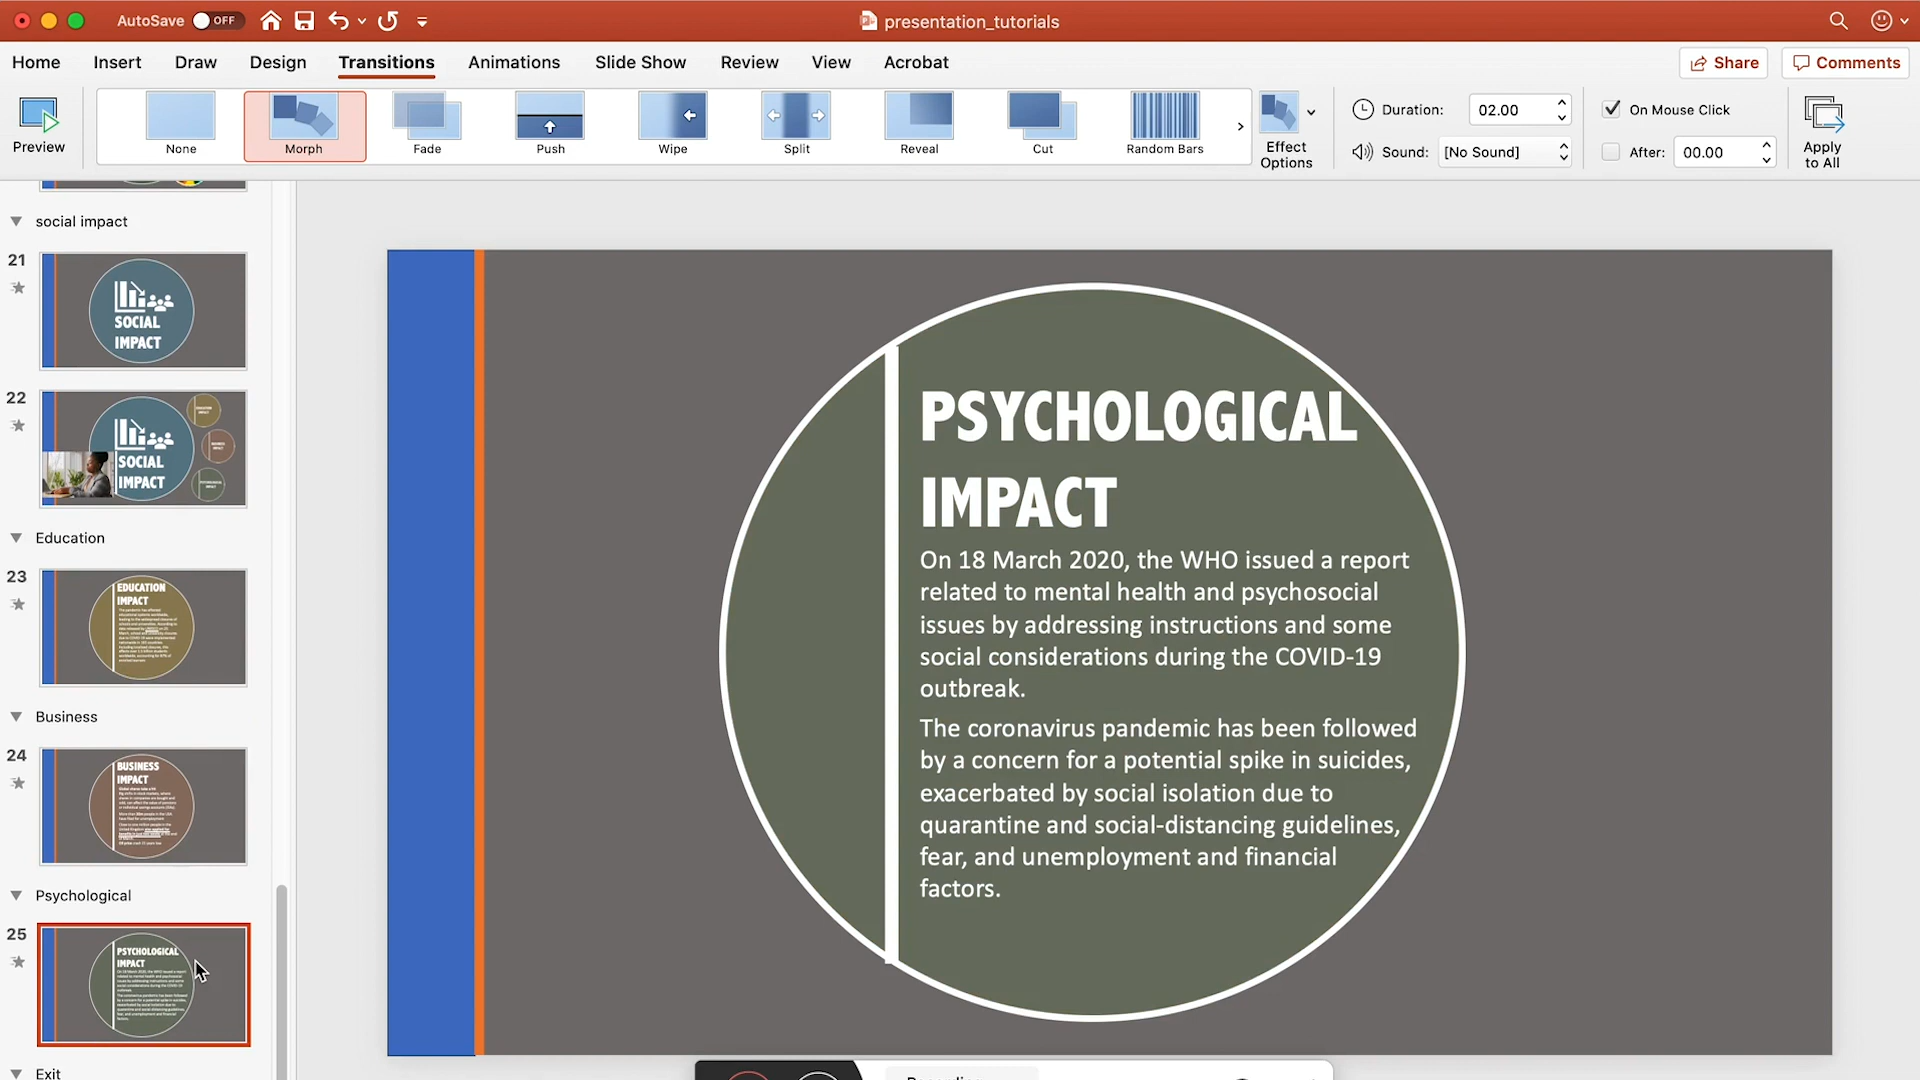 AutoSave OFF
presentation_tutorials
Home Insert Draw Design Transitions Animations Slide Show Review View Acrobat
Share Comments
Preview
None Morph Fade Push Wipe Split Reveal Cut Random Bars
Effect
Options
Duration: 02.00
Sound: [No Sound]
On Mouse Click
After: 00.00
Apply
to All
social impact
21
SOCIAL
IMPACT
22
SOCIAL
IMPACT
Education
23
EDUCATION
IMPACT
Business
24
BUSINESS
IMPACT
Psychological
25
PSYCHOLOGICAL
IMPACT
Exit
PSYCHOLOGICAL
IMPACT
On 18 March 2020, the WHO issued a report
related to mental health and psychosocial
issues by addressing instructions and some
social considerations during the COVID-19
outbreak.
The coronavirus pandemic has been followed
by a concern for a potential spike in suicides,
exacerbated by social isolation due to
quarantine and social-distancing guidelines,
fear, and unemployment and financial
factors.